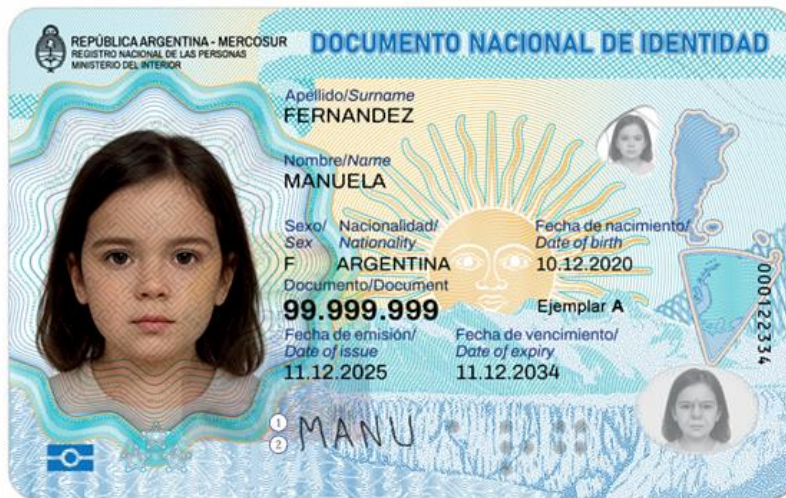 REPÚBLICA ARGENTINA - MERCOSUR
REGISTRO NACIONAL DE LAS PERSONAS
MINISTERIO DEL INTERIOR
DOCUMENTO NACIONAL DE IDENTIDAD
Apellido/Surname
FERNANDEZ
Nombre/Name
MANUELA
Sexo/ Nacionalidad/ Fecha de nacimiento/
Sex Nationality Date of birth
F ARGENTINA 10.12.2020
Documento/Document
99.999.999 Ejemplar A
Fecha de emisión/ Fecha de vencimiento/
Date of issue Date of expiry
11.12.2025 11.12.2034
000122334
1
2
MANU